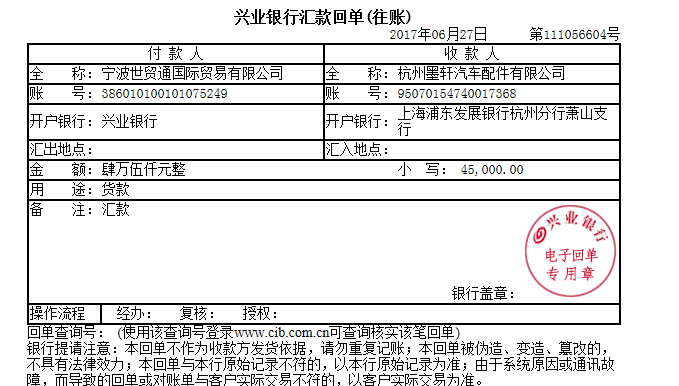 兴业银行汇款回单(往账)
2017年06月27日 第111056604号
付款人 收款人
全 称：宁波世贸通国际贸易有限公司 全 称：杭州墨轩汽车配件有限公司
账 号：386010100101075249 账 号：95070154740017368
开户银行：兴业银行 开户银行：上海浦东发展银行杭州分行萧山支
行
汇出地点： 汇入地点：
金 额：肆万伍仟元整 小 写： 45,000.00
用 途：货款
备 注：汇款
兴业银行
电子回单
专用章
银行盖章：
操作流程 经办： 复核： 授权：
回单查询号： (使用该查询号登录www.cib.com.cn可查询核实该笔回单)
银行提请注意：本回单不作为收款方发货依据，请勿重复记账；本回单被伪造、变造、篡改的，
不具有法律效力；本回单与本行原始记录不符的，以本行原始记录为准；由于系统原因或通讯故
障，而导致的回单或对账单与客户实际交易不符的，以客户实际交易为准。